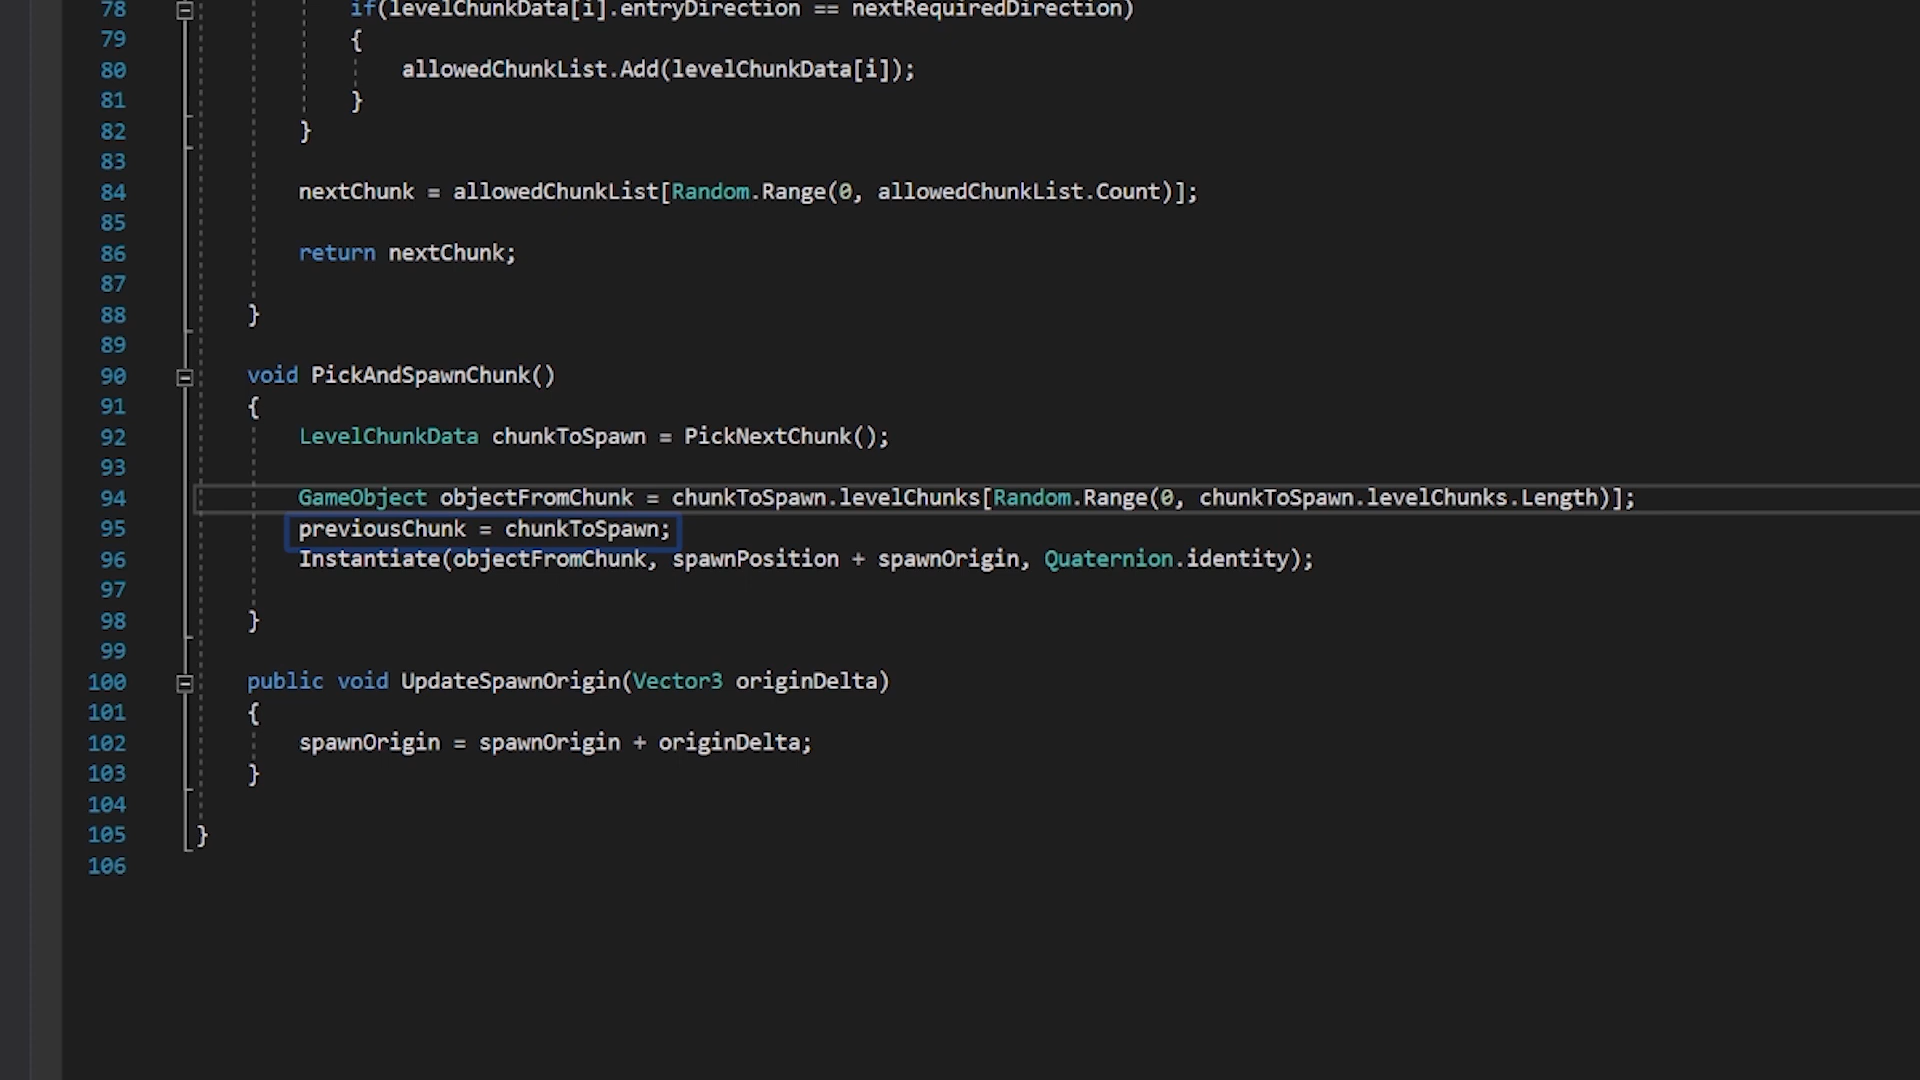 78 if(levelChunkData[i].entryDirection == nextRequiredDirection)
79 {
80 allowedChunkList.Add(levelChunkData[i]);
81 }
82 }
83
84 nextChunk = allowedChunkList[Random.Range(0, allowedChunkList.Count)];
85
86 return nextChunk;
87
88 }
89
90 void PickAndSpawnChunk()
91 {
92 LevelChunkData chunkToSpawn = PickNextChunk();
93
94 GameObject objectFromChunk = chunkToSpawn.levelChunks[Random.Range(0, chunkToSpawn.levelChunks.Length)];
95 previousChunk = chunkToSpawn;
96 Instantiate(objectFromChunk, spawnPosition + spawnOrigin, Quaternion.identity);
97
98 }
99
100 public void UpdateSpawnOrigin(Vector3 originDelta)
101 {
102 spawnOrigin = spawnOrigin + originDelta;
103 }
104
105 }
106